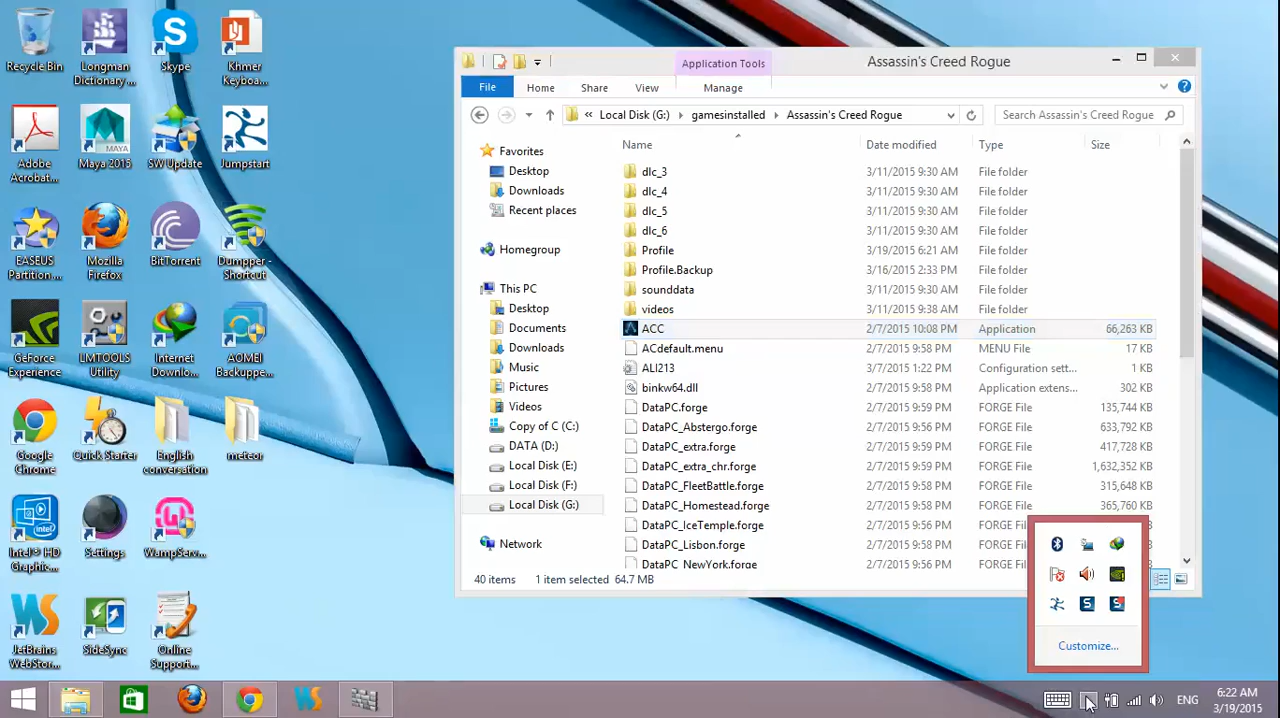 Recycle Bin
Longman
Dictionary...
Skype
Khmer
Keyboa...
Adobe
Acrobat...
Maya 2015
SW Update
Jumpstart
EASEUS
Partition....
Mozilla
Firefox
BitTorrent
Dumpper -
Shortcut
GeForce
Experience
LMTOOLS
Utility
Internet
Downlo...
AOMEI
Backuppe...
Google
Chrome
Quick Starter
English
conversation
meteor
Intel® HD
Graphic...
Settings
WampServ...
JetBrains
WebStor...
SideSync
Online
Support...
Application Tools
Assassin's Creed Rogue
File
Home
Share
View
Manage
« Local Disk (G:) › gamesinstalled › Assassin's Creed Rogue
Search Assassin's Creed Rogue
Favorites
Desktop
Downloads
Recent places
Homegroup
This PC
Desktop
Documents
Downloads
Music
Pictures
Videos
Copy of C (C:)
DATA (D:)
Local Disk (E:)
Local Disk (F:)
Local Disk (G:)
Network
Name Date modified Type Size
dlc_3 3/11/2015 9:30 AM File folder
dlc_4 3/11/2015 9:30 AM File folder
dlc_5 3/11/2015 9:30 AM File folder
dlc_6 3/11/2015 9:30 AM File folder
Profile 3/19/2015 6:21 AM File folder
Profile.Backup 3/16/2015 2:33 PM File folder
sounddata 3/11/2015 9:30 AM File folder
videos 3/11/2015 9:38 AM File folder
ACC 2/7/2015 10:08 PM Application 66,263 KB
ACdefault.menu 2/7/2015 9:58 PM MENU File 17 KB
ALI213 3/7/2015 1:22 PM Configuration sett... 1 KB
binkw64.dll 2/7/2015 9:58 PM Application extens... 302 KB
DataPC.forge 2/7/2015 9:59 PM FORGE File 135,744 KB
DataPC_Abstergo.forge 2/7/2015 9:56 PM FORGE File 633,792 KB
DataPC_extra.forge 2/7/2015 9:59 PM FORGE File 417,728 KB
DataPC_extra_chr.forge 2/7/2015 9:59 PM FORGE File 1,632,352 KB
DataPC_FleetBattle.forge 2/7/2015 9:58 PM FORGE File 315,648 KB
DataPC_Homestead.forge 2/7/2015 9:58 PM FORGE File 365,760 KB
DataPC_IceTemple.forge 2/7/2015 9:56 PM FORGE
DataPC_Lisbon.forge 2/7/2015 9:58 PM FORGE
DataPC_NewYork.forge 2/7/2015 9:56 PM FORGE
40 items 1 item selected 64.7 MB
Customize...
ENG
6:22 AM
3/19/2015